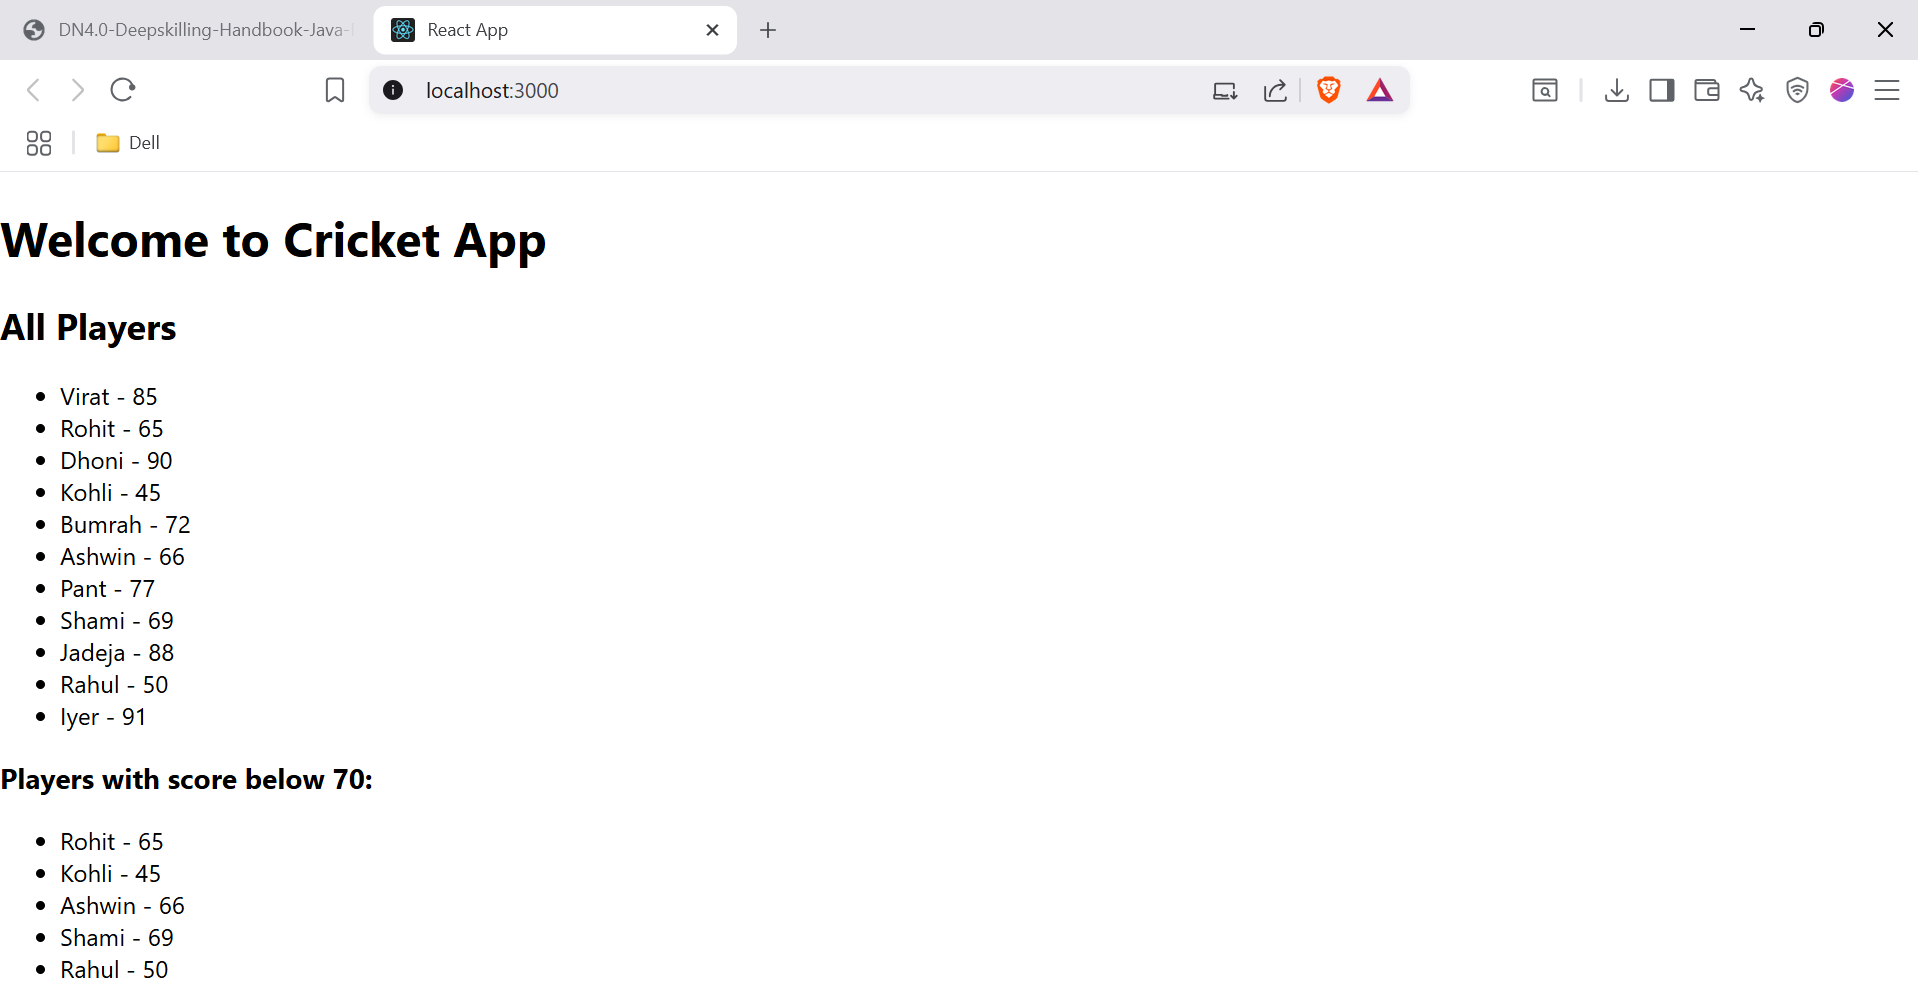 DN4.0-Deepskilling-Handbook-Java-
React App
localhost:3000
Dell
Welcome to Cricket App
All Players
Virat - 85
Rohit - 65
Dhoni - 90
Kohli - 45
Bumrah - 72
Ashwin - 66
Pant - 77
Shami - 69
Jadeja - 88
Rahul - 50
Iyer - 91
Players with score below 70:
Rohit - 65
Kohli - 45
Ashwin - 66
Shami - 69
Rahul - 50